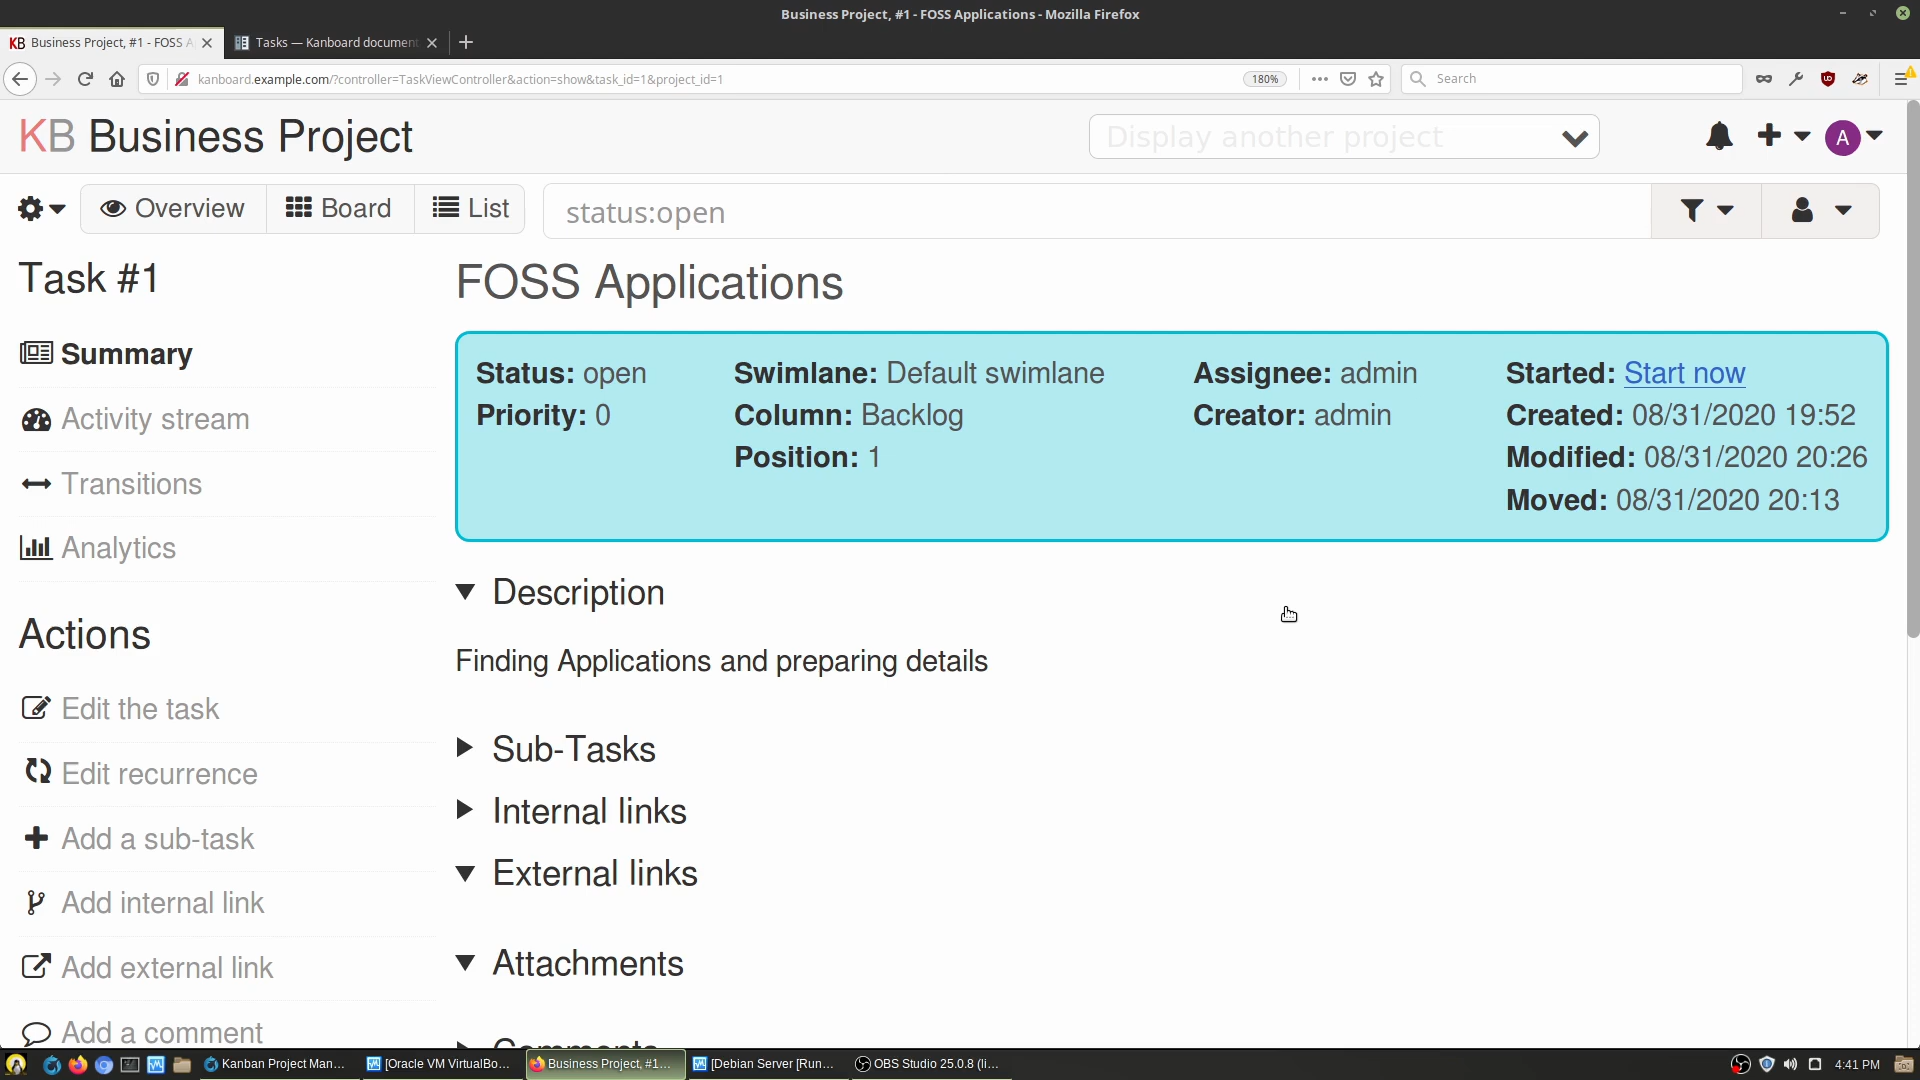 Business Project, #1 - FOSS Applications - Mozilla Firefox
KB Business Project, #1 - FOSS A
Tasks — Kanboard document
kanboard.example.com/?controller=TaskViewController&action=show&task_id=1&project_id=1
180%
Search
KB Business Project
Display another project
A
Overview
Board
List
status:open
Task #1
Summary
Activity stream
Transitions
Analytics
Actions
Edit the task
Edit recurrence
Add a sub-task
Add internal link
Add external link
Add a comment
FOSS Applications
Status: open
Priority: 0
Swimlane: Default swimlane
Column: Backlog
Position: 1
Assignee: admin
Creator: admin
Started: Start now
Created: 08/31/2020 19:52
Modified: 08/31/2020 20:26
Moved: 08/31/2020 20:13
Description
Finding Applications and preparing details
Sub-Tasks
Internal links
External links
Attachments
Comments
Kanban Project Man...
[Oracle VM VirtualBo...
Business Project, #1...
[Debian Server [Run...
OBS Studio 25.0.8 (li...
4:41 PM